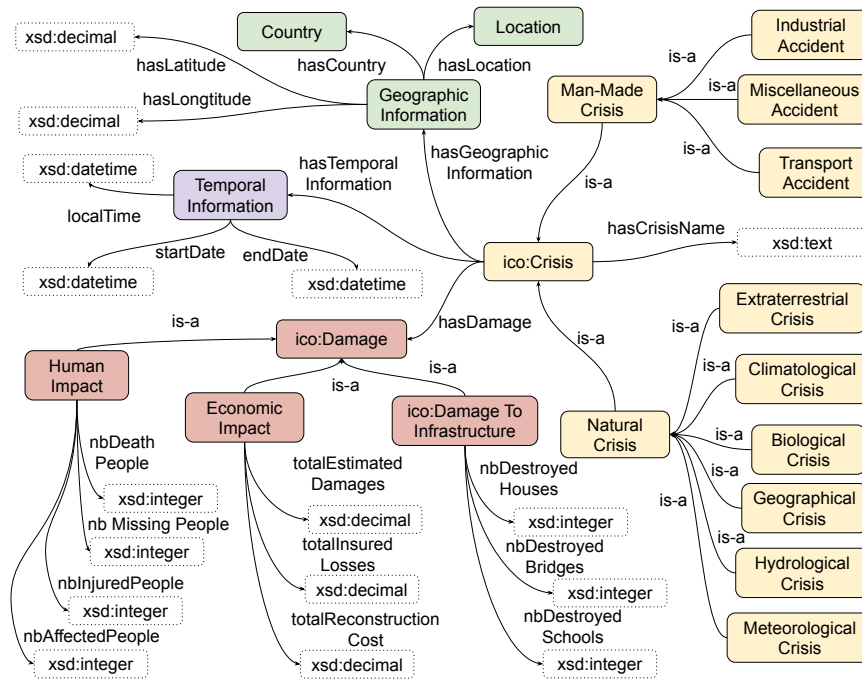 Industrial
Accident
Country
Location
xsd:decimal
is-a
hasLatitude
hasCountry
hasLocation
Man-Made
Crisis
is-a
Miscellaneous
Accident
Geographic
Information
hasLongtitude
xsd:decimal
is-a
hasTemporal
Information
hasGeographic
Information
Transport
Accident
xsd:datetime
Temporal
Information
is-a
localTime
hasCrisisName
startDate
endDate
ico:Crisis
xsd:text
xsd:datetime
xsd:datetime
Extraterrestrial
Crisis
hasDamage
is-a
is-a
is-a
ico:Damage
Human
Impact
is-a
is-a
is-a
Climatological
Crisis
Economic
Impact
ico:Damage To
Infrastructure
Natural
Crisis
is-a
Biological
Crisis
nbDeath
People
totalEstimated
Damages
nbDestroyed
Houses
is-a
Geographical
Crisis
xsd:integer
is-a
nb Missing People
xsd:decimal
xsd:integer
is-a
totalInsured
Losses
nbDestroyed
Bridges
xsd:integer
Hydrological
Crisis
nbInjuredPeople
xsd:decimal
xsd:integer
xsd:integer
totalReconstruction
Cost
nbDestroyed
Schools
Meteorological
Crisis
nbAffectedPeople
xsd:integer
xsd:decimal
xsd:integer